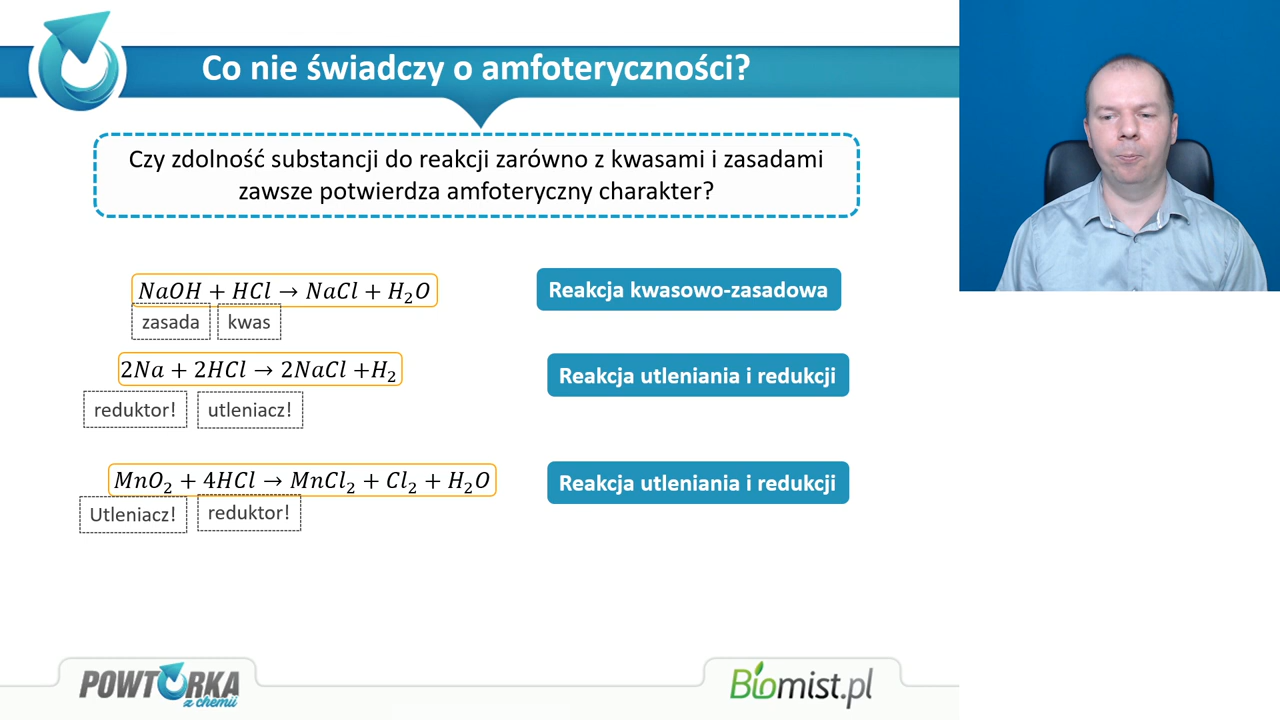 Co nie świadczy o amfoteryczności?
Czy zdolność substancji do reakcji zarówno z kwasami i zasadami
zawsze potwierdza amfoteryczny charakter?
NaOH + HCl → NaCl + H₂O
Reakcja kwasowo-zasadowa
zasada kwas
2Na + 2HCl → 2NaCl +H₂
Reakcja utleniania i redukcji
reduktor! utleniacz!
MnO₂ + 4HCl → MnCl₂ + Cl₂ + H₂O
Reakcja utleniania i redukcji
Utleniacz! reduktor!
POWTÓRKA
z chemii
Biomist.pl